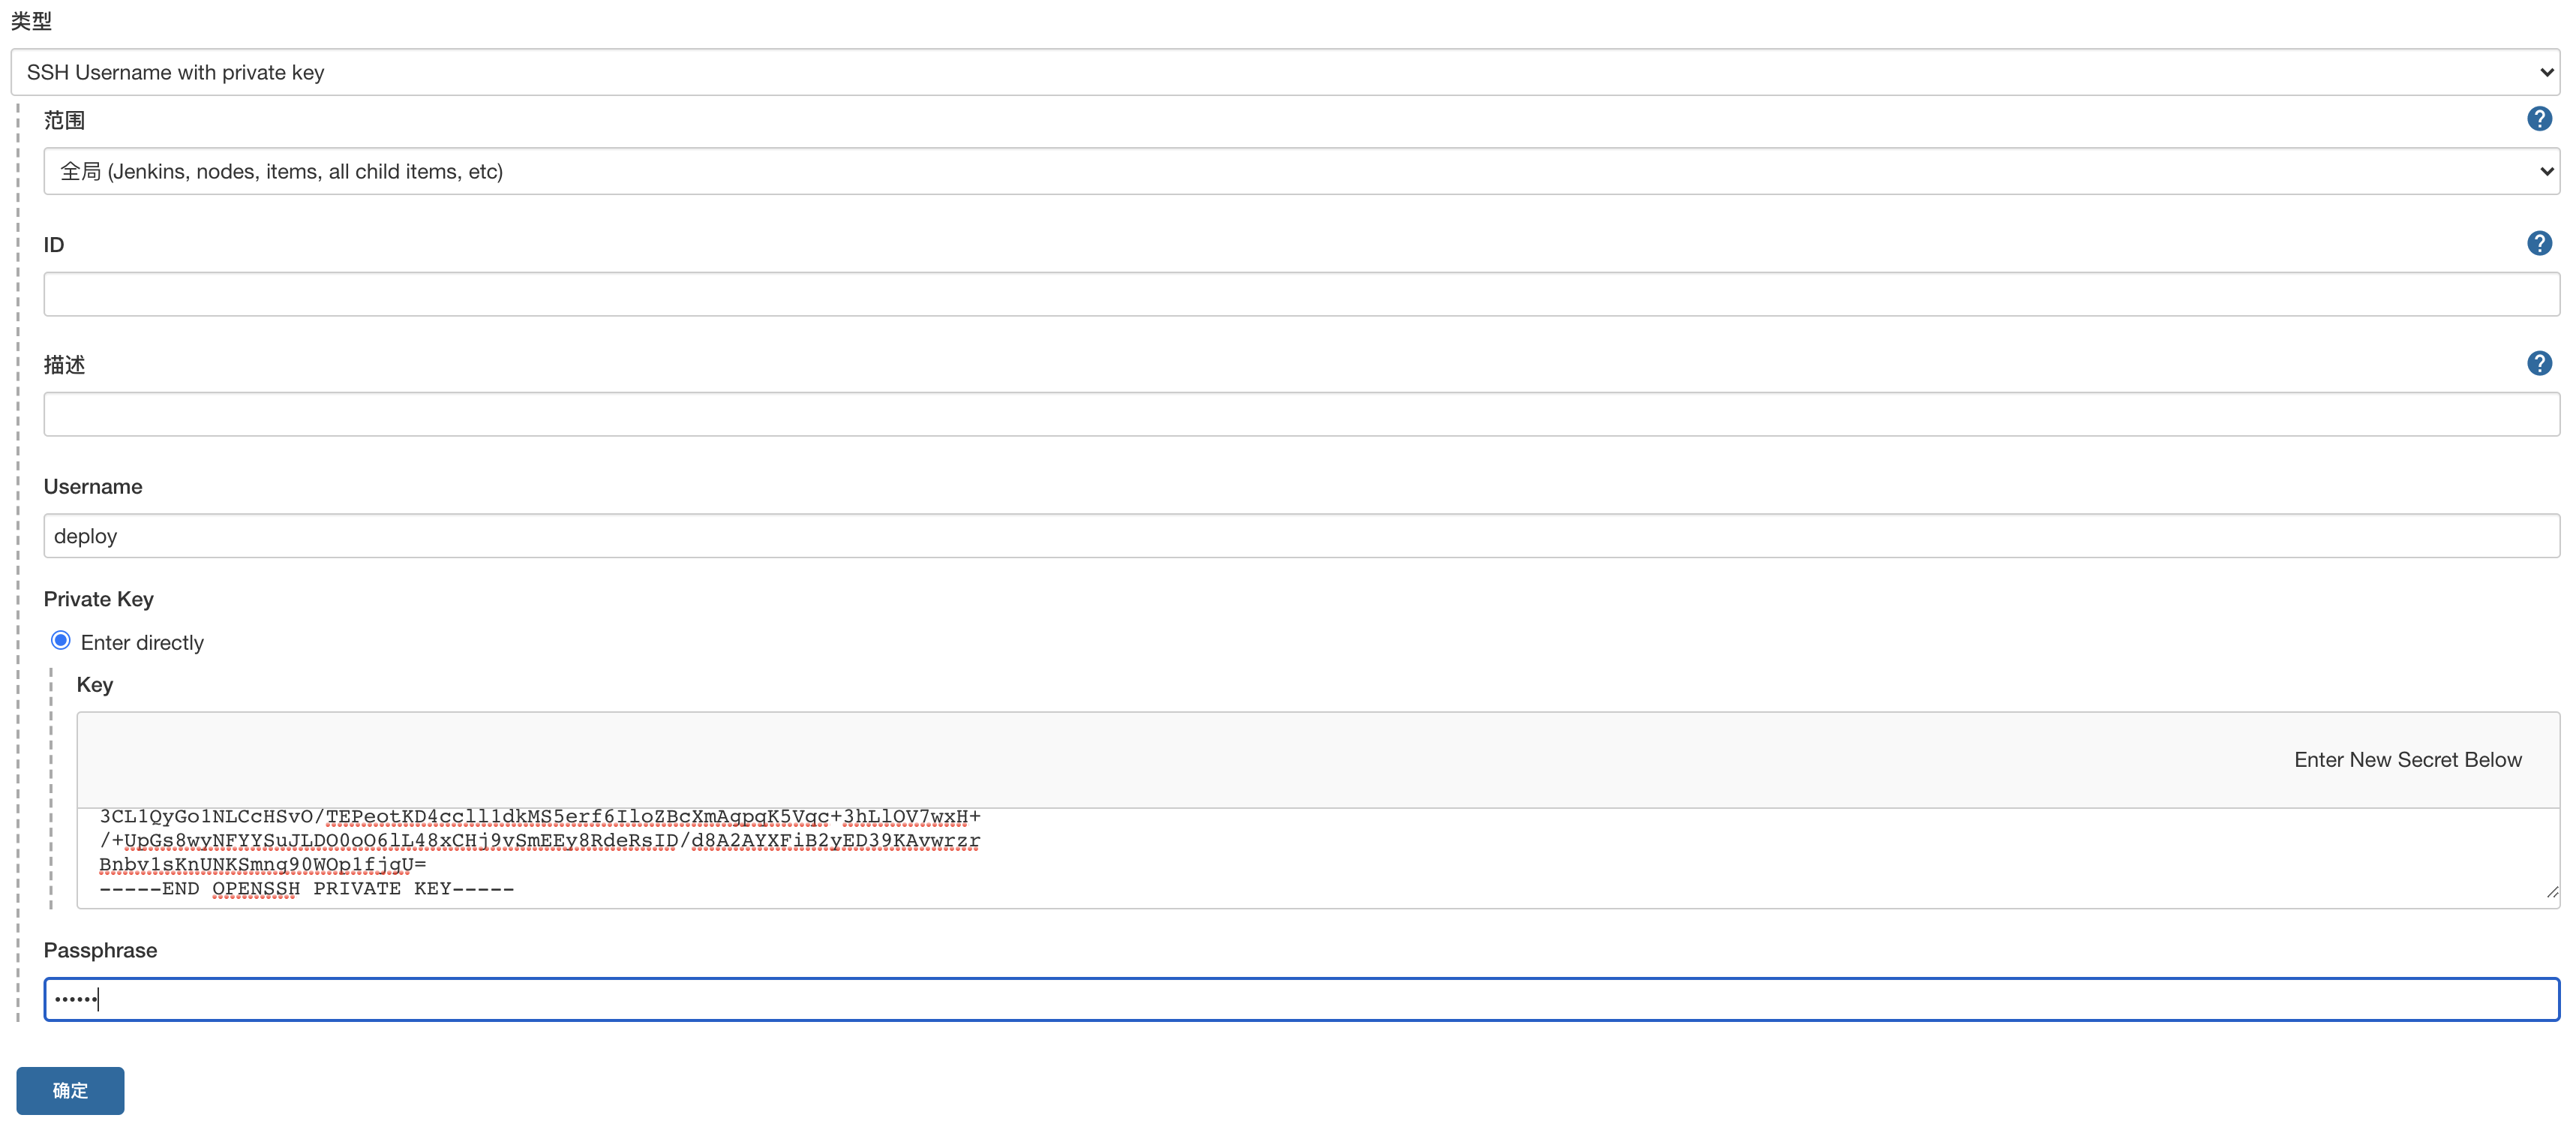 类型
SSH Username with private key
范围
全局 (Jenkins, nodes, items, all child items, etc)
ID
描述
Username
deploy
Private Key
Enter directly
Key
Enter New Secret Below
3CL1QyGo1NLCcHSvO/TEPeotKD4cclll1dkMS5erf6IloZBcXmAgpqK5Vqc+3hLlOV7wxH+
/+UpGs8wyNFYYSuJLDO0oO6lL48xCHj9vSmEEy8RdeRsID/d8A2AYXFiB2yED39KAvwrzr
Bnbv1sKnUNKSmng90WOp1fjgU=
-----END OPENSSH PRIVATE KEY-----
Passphrase
••••••
确定